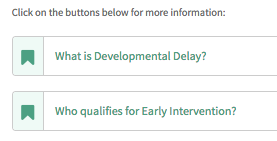 Click on the buttons below for more information:
What is Developmental Delay?
Who qualifies for Early Intervention?